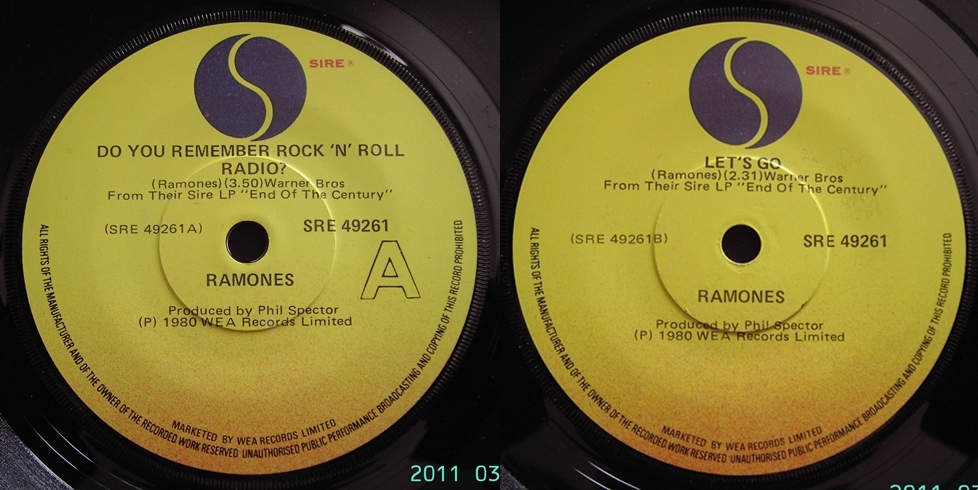 SIRE®
DO YOU REMEMBER ROCK 'N' ROLL
RADIO?
(Ramones)(3.50)Warner Bros
From Their Sire LP "End Of The Century"
(SRE 49261A)
SRE 49261
A
RAMONES
Produced by Phil Spector
(P) 1980 WEA Records Limited
MARKETED BY WEA RECORDS LIMITED
ALL RIGHTS OF THE MANUFACTURER AND OF THE OWNER OF THE RECORDED WORK RESERVED UNAUTHORISED PUBLIC PERFORMANCE BROADCASTING AND COPYING OF THIS RECORD PROHIBITED
2011 03
SIRE®
LET'S GO
(Ramones)(2.31)Warner Bros
From Their Sire LP "End Of The Century"
(SRE 49261B)
SRE 49261
RAMONES
Produced by Phil Spector
(P) 1980 WEA Records Limited
MARKETED BY WEA RECORDS LIMITED
ALL RIGHTS OF THE MANUFACTURER AND OF THE OWNER OF THE RECORDED WORK RESERVED UNAUTHORISED PUBLIC PERFORMANCE BROADCASTING AND COPYING OF THIS RECORD PROHIBITED